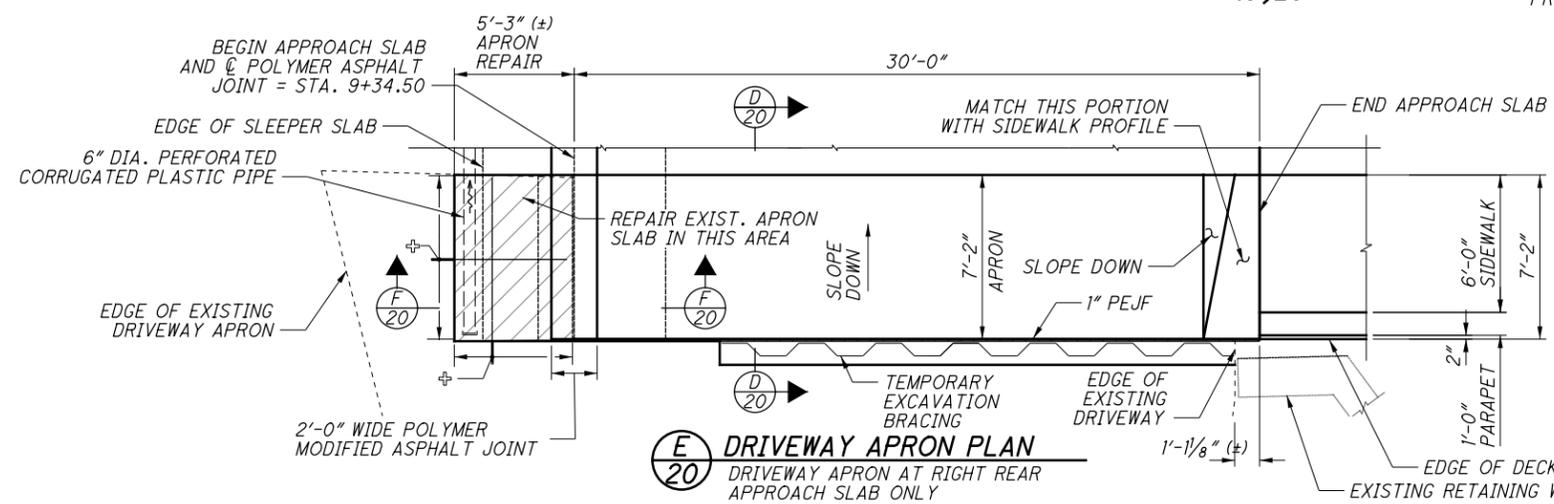 5'-3" (±)
APRON
REPAIR
BEGIN APPROACH SLAB
AND ℄ POLYMER ASPHALT
JOINT = STA. 9+34.50
30'-0"
D
20
MATCH THIS PORTION
WITH SIDEWALK PROFILE
END APPROACH SLAB
EDGE OF SLEEPER SLAB
6" DIA. PERFORATED
CORRUGATED PLASTIC PIPE
REPAIR EXIST. APRON
SLAB IN THIS AREA
SLOPE
DOWN
7'-2"
APRON
SLOPE DOWN
6'-0"
SIDEWALK
7'-2"
F
20
F
20
1" PEJF
EDGE OF EXISTING
DRIVEWAY APRON
D
20
TEMPORARY
EXCAVATION
BRACING
EDGE OF
EXISTING
DRIVEWAY
2"
1'-0"
PARAPET
2'-0" WIDE POLYMER
MODIFIED ASPHALT JOINT
E
20
DRIVEWAY APRON PLAN
DRIVEWAY APRON AT RIGHT REAR
APPROACH SLAB ONLY
1'-1⅛" (±)
EDGE OF DECK
EXISTING RETAINING